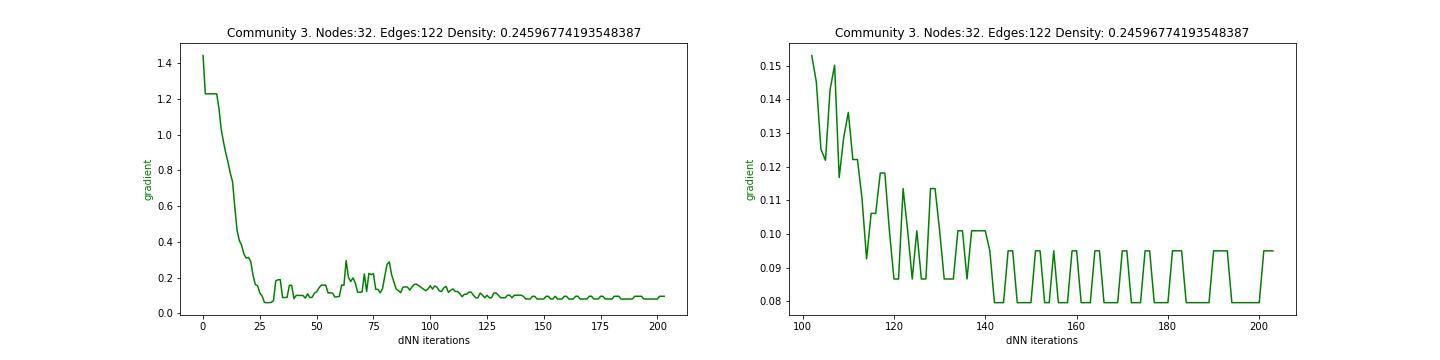 Community 3. Nodes:32. Edges:122 Density: 0.24596774193548387
1.4
1.2
1.0
0.8
0.6
0.4
0.2
0.0
gradient
0 25 50 75 100 125 150 175 200
dNN iterations
Community 3. Nodes:32. Edges:122 Density: 0.24596774193548387
0.15
0.14
0.13
0.12
0.11
0.10
0.09
0.08
gradient
100 120 140 160 180 200
dNN iterations